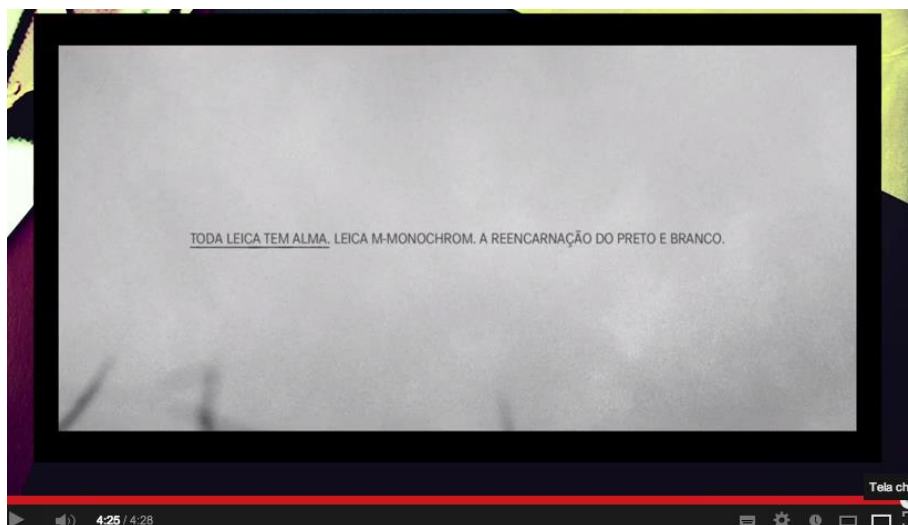 TODA LEICA TEM ALMA. LEICA M-MONOCHROM. A REENCARNAÇÃO DO PRETO E BRANCO.
Tela ch
4:25 / 4:28